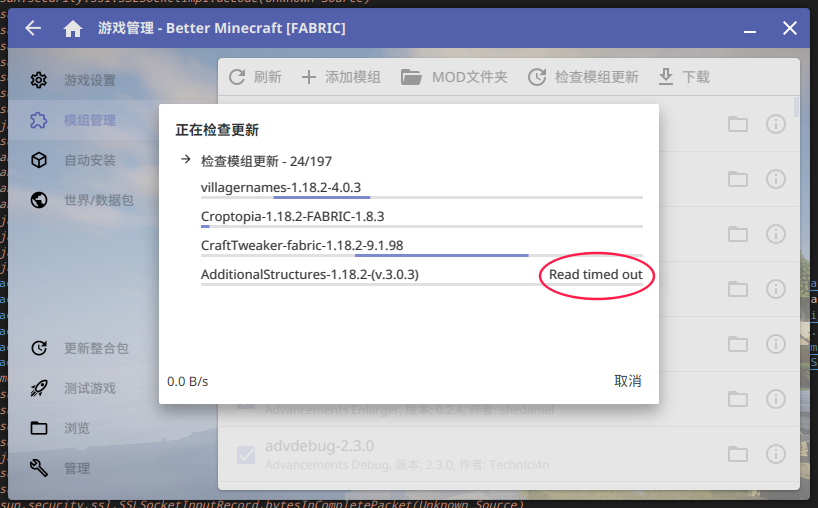 sun.security.ssl.SSLSocketImpl.decode(Unknown Source)
游戏管理 - Better Minecraft [FABRIC]
游戏设置
模组管理
自动安装
世界/数据包
更新整合包
测试游戏
浏览
管理
刷新
添加模组
MOD文件夹
检查模组更新
下载
正在检查更新
检查模组更新 - 24/197
villagernames-1.18.2-4.0.3
Croptopia-1.18.2-FABRIC-1.8.3
CraftTweaker-fabric-1.18.2-9.1.98
AdditionalStructures-1.18.2-(v.3.0.3)
Read timed out
0.0 B/s
取消
Advancements Enlarger, 版本: 0.2.4, 作者: shedaniel
advdebug-2.3.0
Advancements Debug, 版本: 2.3.0, 作者: Technici4n
sun.security.ssl.SSLSocketInputRecord.bytesInCompletePacket(Unknown Source)